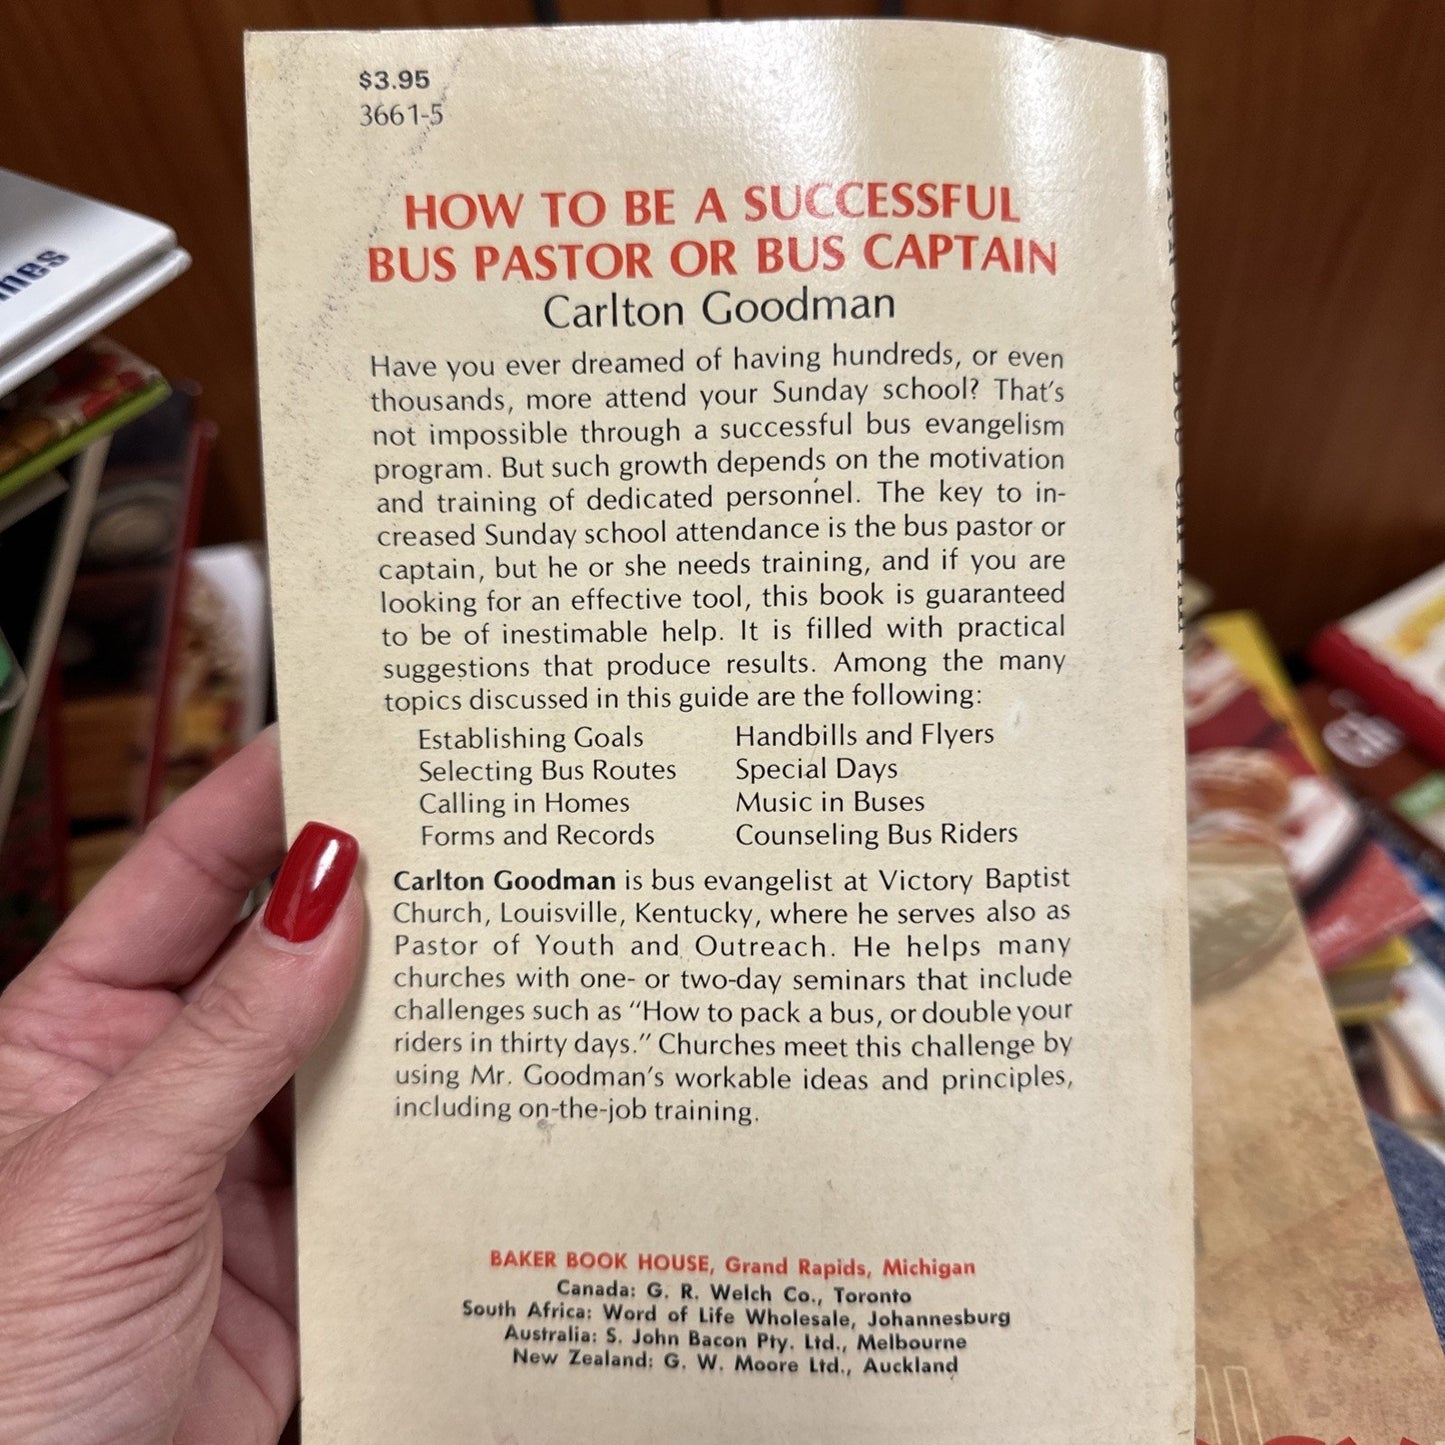 $3.95
3661-5
HOW TO BE A SUCCESSFUL
BUS PASTOR OR BUS CAPTAIN
Carlton Goodman
Have you ever dreamed of having hundreds, or even
thousands, more attend your Sunday school? That's
not impossible through a successful bus evangelism
program. But such growth depends on the motivation
and training of dedicated personnel. The key to in-
creased Sunday school attendance is the bus pastor or
captain, but he or she needs training, and if you are
looking for an effective tool, this book is guaranteed
to be of inestimable help. It is filled with practical
suggestions that produce results. Among the many
topics discussed in this guide are the following:
Establishing Goals
Selecting Bus Routes
Calling in Homes
Forms and Records
Handbills and Flyers
Special Days
Music in Buses
Counseling Bus Riders
Carlton Goodman is bus evangelist at Victory Baptist
Church, Louisville, Kentucky, where he serves also as
Pastor of Youth and Outreach. He helps many
churches with one- or two-day seminars that include
challenges such as "How to pack a bus, or double your
riders in thirty days." Churches meet this challenge by
using Mr. Goodman's workable ideas and principles,
including on-the-job training.
BAKER BOOK HOUSE, Grand Rapids, Michigan
Canada: G. R. Welch Co., Toronto
South Africa: Word of Life Wholesale, Johannesburg
Australia: S. John Bacon Pty. Ltd., Melbourne
New Zealand: G. W. Moore Ltd., Auckland